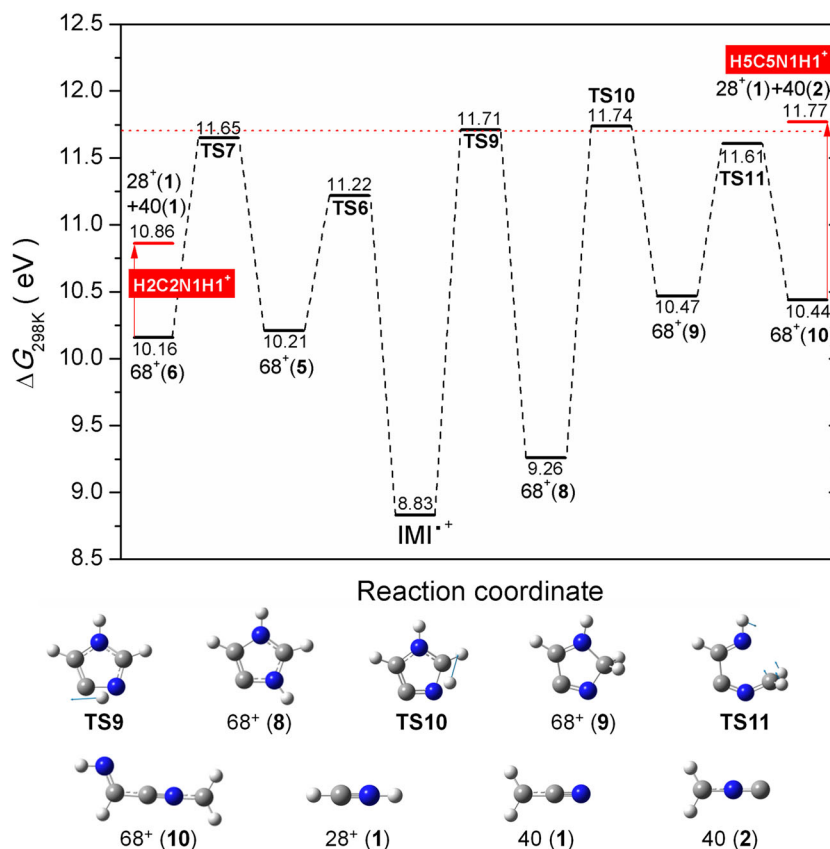 12.5
12.0
11.5
11.0
10.5
10.0
9.5
9.0
8.5
ΔG298K ( eV )
H5C5N1H1+
28+(1)+40(2)
11.77
TS10
11.74
11.71
TS9
11.65
TS7
11.61
TS11
28+(1)
+40(1)
10.86
11.22
TS6
H2C2N1H1+
10.16
68+(6)
10.21
68+(5)
10.47
68+(9)
10.44
68+(10)
9.26
68+(8)
8.83
IMI•+
Reaction coordinate
TS9 68+ (8) TS10 68+ (9) TS11
68+ (10) 28+ (1) 40 (1) 40 (2)